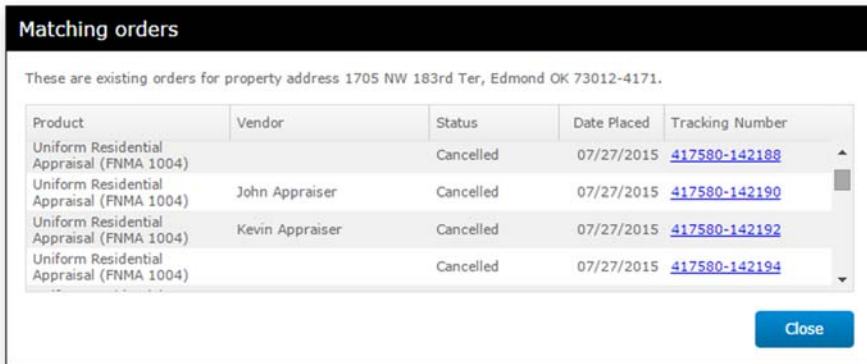 Matching orders
These are existing orders for property address 1705 NW 183rd Ter, Edmond OK 73012-4171.
Product Vendor Status Date Placed Tracking Number
Uniform Residential
Appraisal (FNMA 1004) Cancelled 07/27/2015 417580-142188
Uniform Residential
Appraisal (FNMA 1004) John Appraiser Cancelled 07/27/2015 417580-142190
Uniform Residential
Appraisal (FNMA 1004) Kevin Appraiser Cancelled 07/27/2015 417580-142192
Uniform Residential
Appraisal (FNMA 1004) Cancelled 07/27/2015 417580-142194
Close